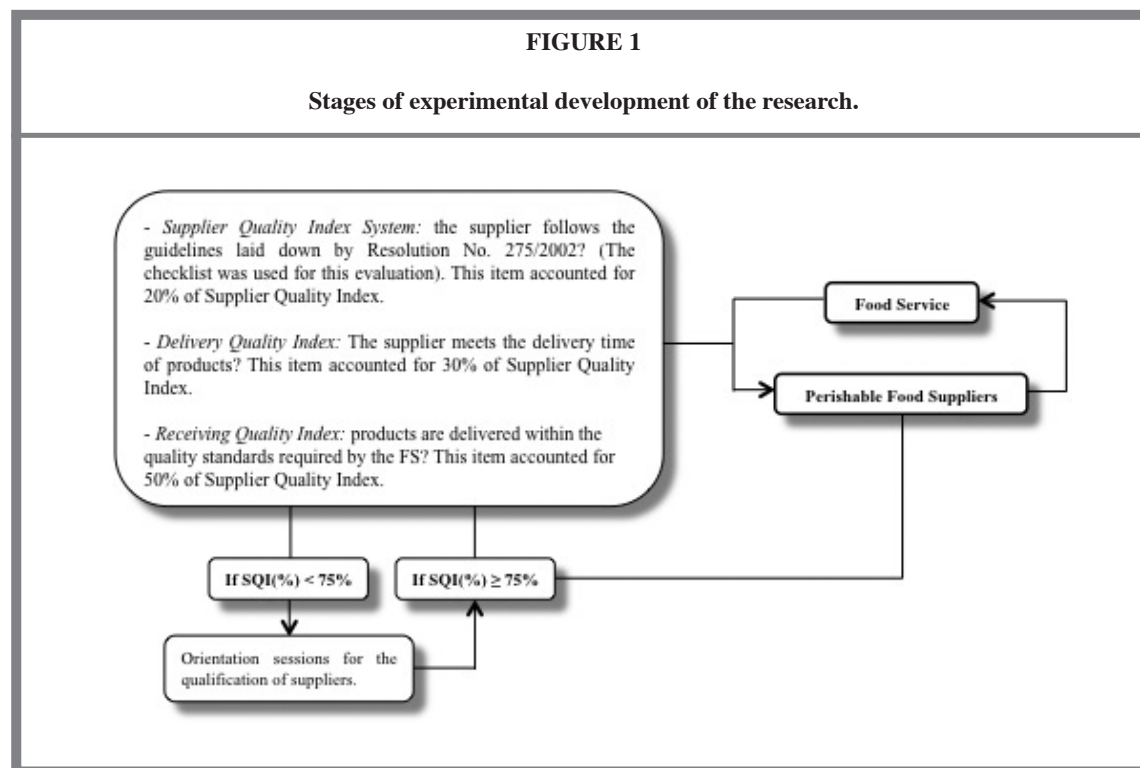 FIGURE 1
Stages of experimental development of the research.
- Supplier Quality Index System: the supplier follows the
guidelines laid down by Resolution No. 275/2002? (The
checklist was used for this evaluation). This item accounted for
20% of Supplier Quality Index.
- Delivery Quality Index: The supplier meets the delivery time
of products? This item accounted for 30% of Supplier Quality
Index.
- Receiving Quality Index: products are delivered within the
quality standards required by the FS? This item accounted for
50% of Supplier Quality Index.
Food Service
Perishable Food Suppliers
If SQI(%) < 75%
If SQI(%) ≥ 75%
Orientation sessions for the
qualification of suppliers.